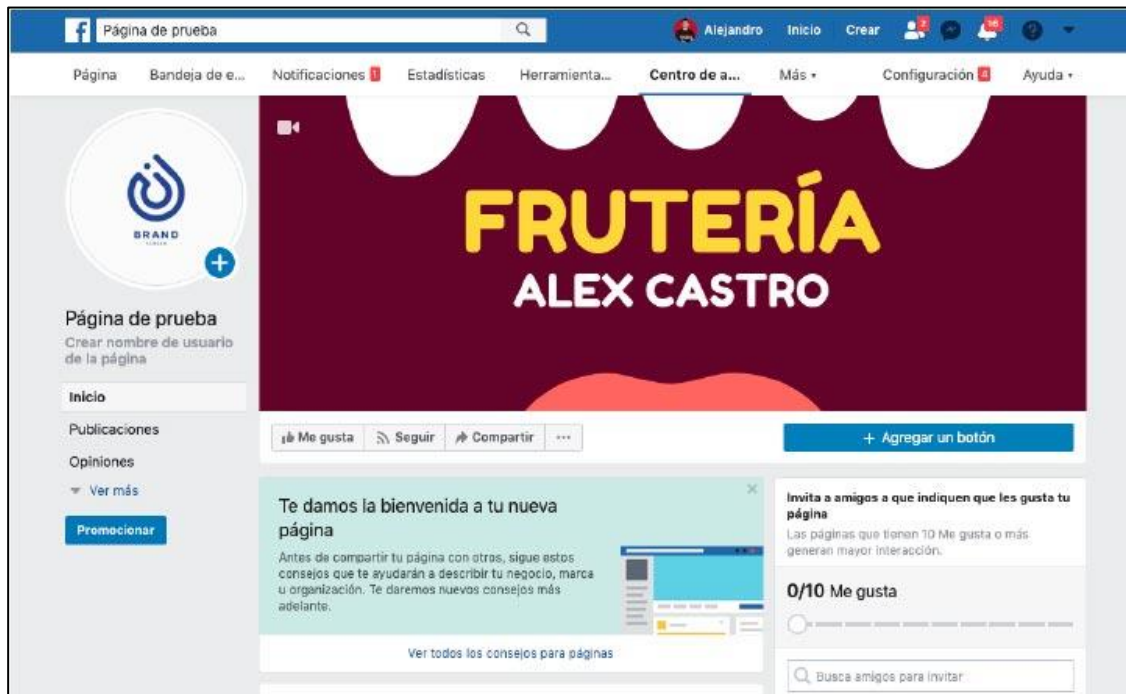 Página de prueba
Alejandro Inicio Crear 2
Página Bandeja de e... Notificaciones 1 Estadísticas Herramienta... Centro de a... Más Configuración 4 Ayuda
BRAND
FRUTERÍA
ALEX CASTRO
Página de prueba
Crear nombre de usuario
de la página
Inicio
Publicaciones
Opiniones
Ver más
Promocionar
Me gusta Seguir Compartir ...
+ Agregar un botón
Te damos la bienvenida a tu nueva
página
Antes de compartir tu página con otros, sigue estos
consejos que te ayudarán a describir tu negocio, marca
u organización. Te daremos nuevos consejos más
adelante.
Ver todos los consejos para páginas
Invita a amigos a que indiquen que les gusta tu
página
Las páginas que tienen 10 Me gusta o más
generan mayor interacción.
0/10 Me gusta
Busca amigos para invitar